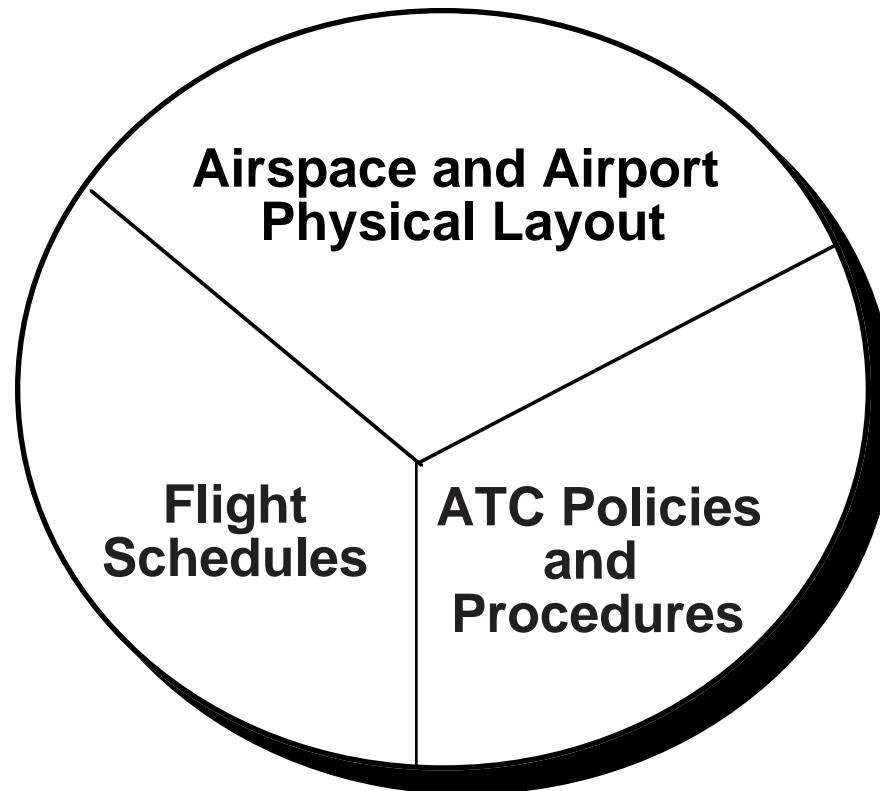 Airspace and Airport
Physical Layout
Flight
Schedules
ATC Policies
and
Procedures